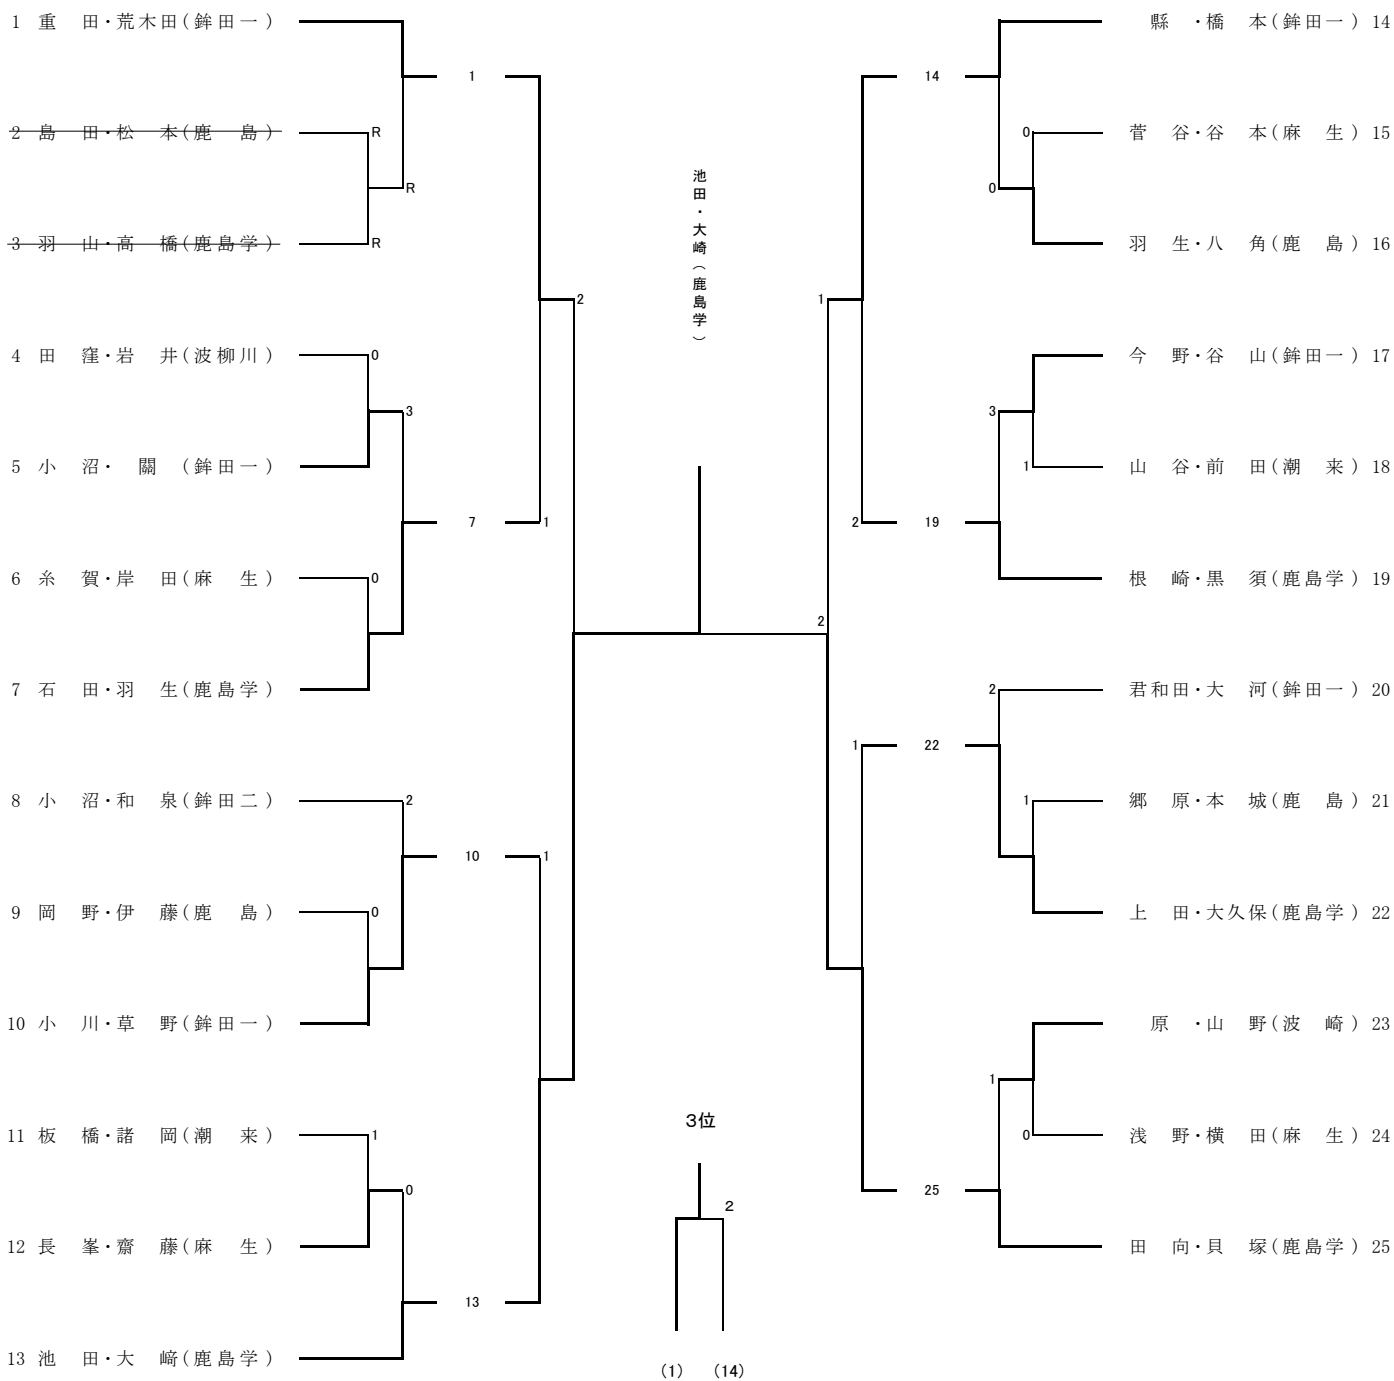 1 重　田・荒木田(鉾田一)
1
2 島　田・松　本(鹿　島)
R
R
3 羽　山・高　橋(鹿島学)
R
2
4 田　窪・岩　井(波柳川)
0
3
5 小　沼・　關　(鉾田一)
7
1
6 糸　賀・岸　田(麻　生)
0
7 石　田・羽　生(鹿島学)
8 小　沼・和　泉(鉾田二)
2
10
1
9 岡　野・伊　藤(鹿　島)
0
10 小　川・草　野(鉾田一)
11 板　橋・諸　岡(潮　来)
1
0
12 長　峯・齋　藤(麻　生)
13
13 池　田・大　﨑(鹿島学)
池田・大崎(鹿島学)
2
3位
2
(1)
(14)
縣　・橋　本(鉾田一) 14
14
0
菅　谷・谷　本(麻　生) 15
0
羽　生・八　角(鹿　島) 16
1
今　野・谷　山(鉾田一) 17
3
1
山　谷・前　田(潮　来) 18
2
19
根　崎・黒　須(鹿島学) 19
2
君和田・大　河(鉾田一) 20
1
22
1
郷　原・本　城(鹿　島) 21
上　田・大久保(鹿島学) 22
原　・山　野(波　崎) 23
1
0
浅　野・横　田(麻　生) 24
25
田　向・貝　塚(鹿島学) 25